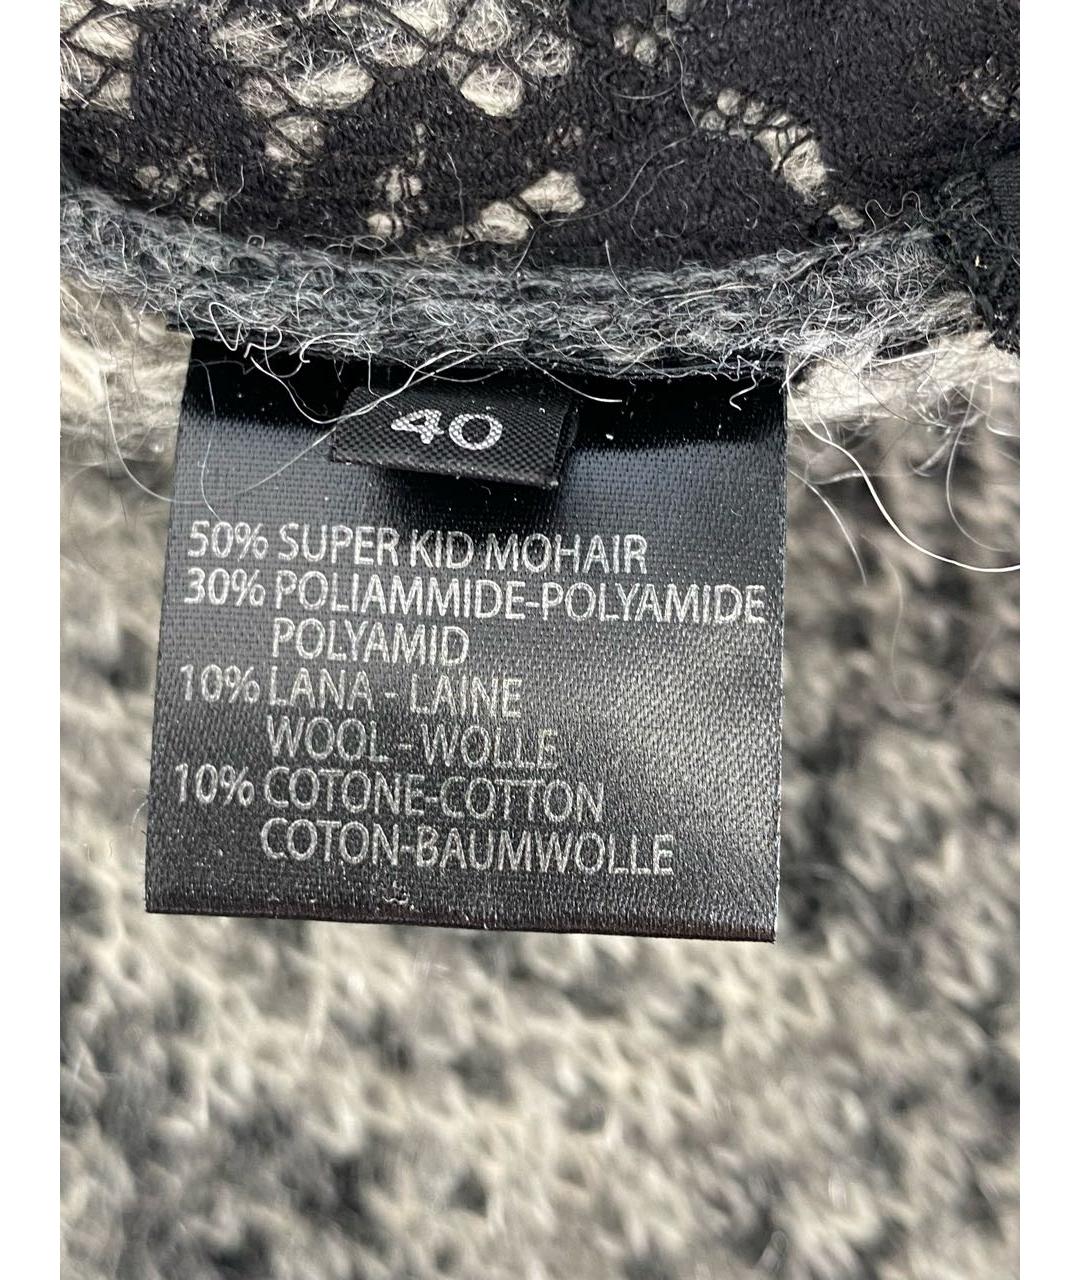 40
50% SUPER KID MOHAIR
30% POLIAMMIDE-POLYAMIDE
POLYAMID
10% LANA - LAINE
WOOL - WOLLE
10% COTONE-COTTON
COTON-BAUMWOLLE